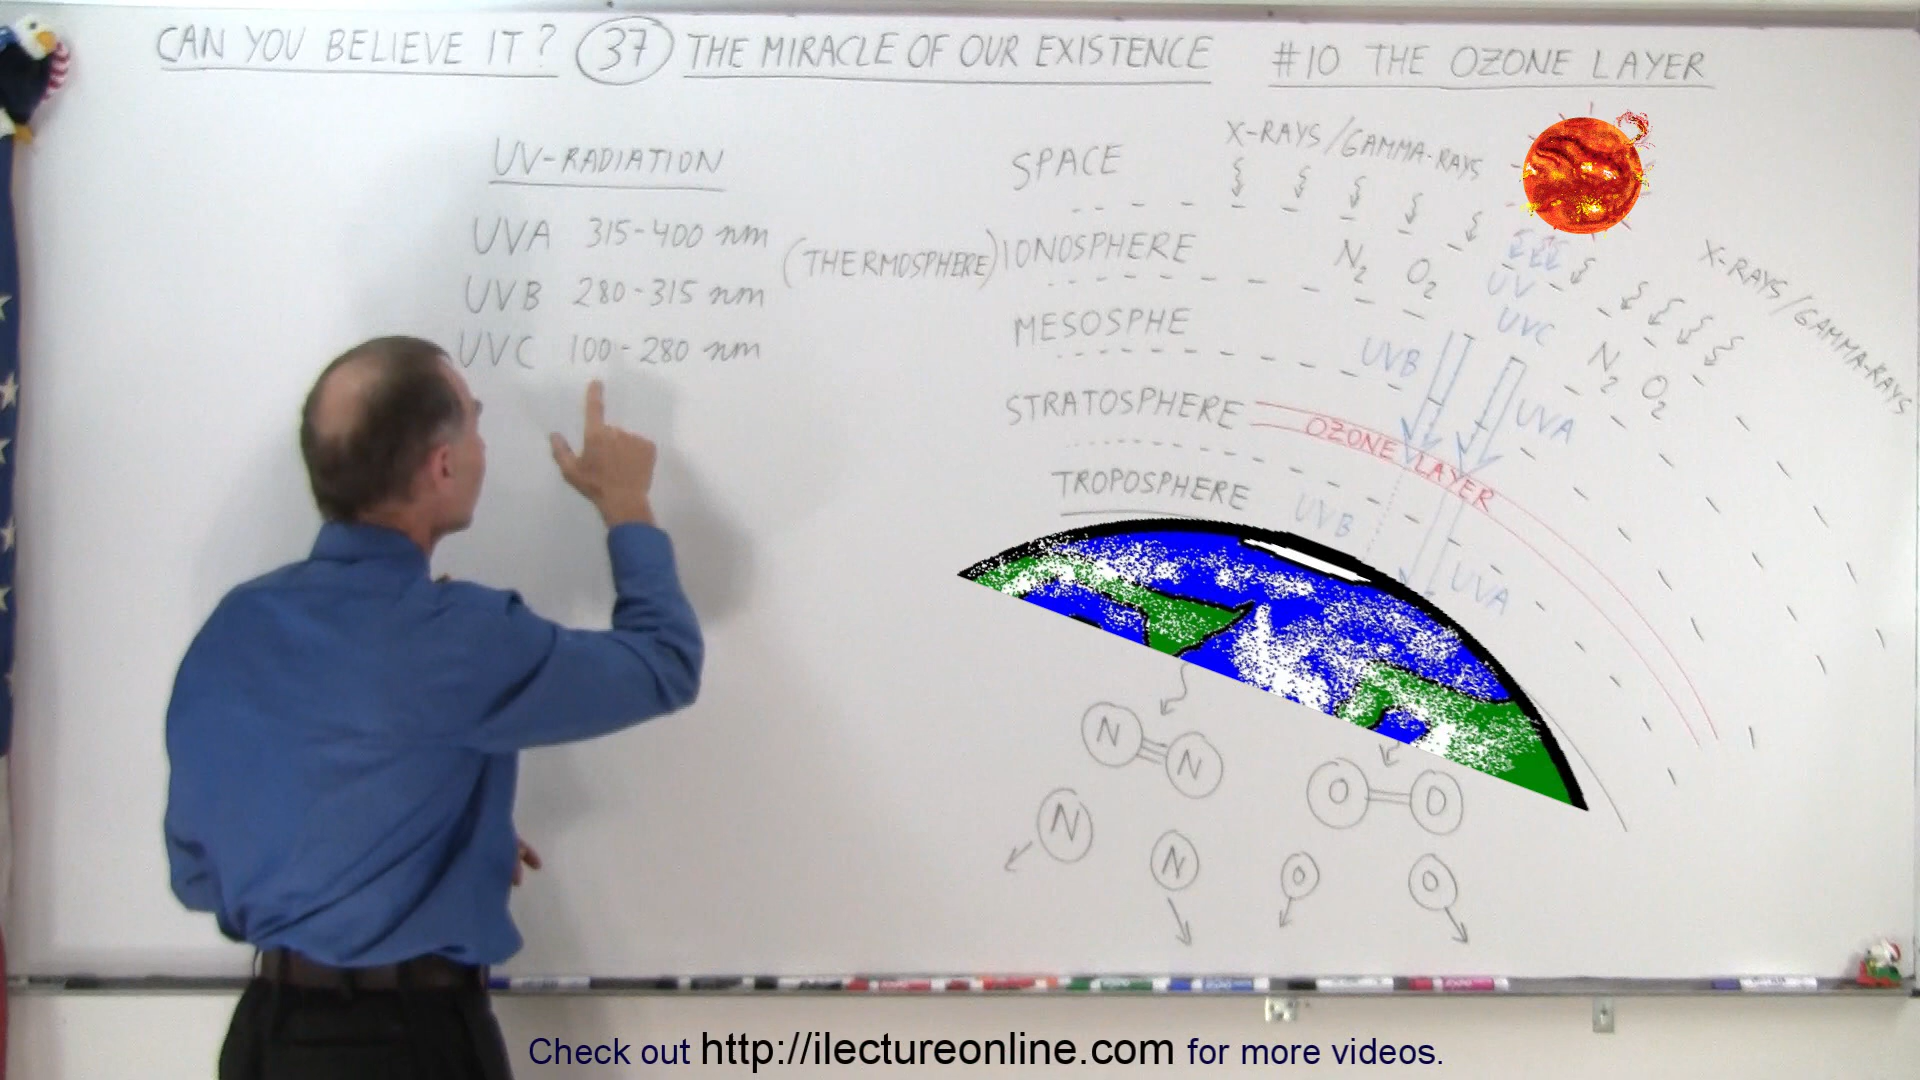 CAN YOU BELIEVE IT? 37 THE MIRACLE OF OUR EXISTENCE #10 THE OZONE LAYER
UV-RADIATION
UVA 315-400 nm
UVB 280-315 nm
UVC 100-280 nm
X-RAYS/GAMMA-RAYS
SPACE
(THERMOSPHERE) IONOSPHERE
N2 O2 UV
X-RAYS/GAMMA-RAYS
MESOSPHE
UVB UVC N2 O2
STRATOSPHERE
OZONE LAYER
UVA
TROPOSPHERE
UVB UVA
N N
O O
N N O O
Check out http://ilectureonline.com for more videos.